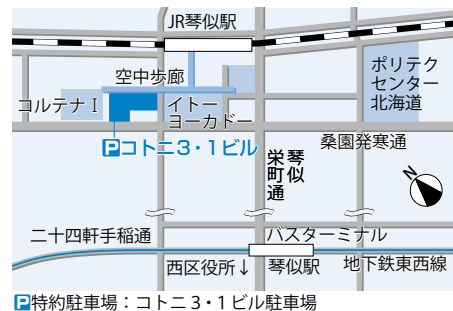 JR琴似駅
空中歩廊
コルテナⅠ
イトー
ヨーカドー
ポリテク
センター
北海道
Pコトニ3・1ビル
桑園発寒通
琴似
栄町通
N
二十四軒手稲通
バスターミナル
西区役所↓
琴似駅
地下鉄東西線
P特約駐車場：コトニ3・1ビル駐車場